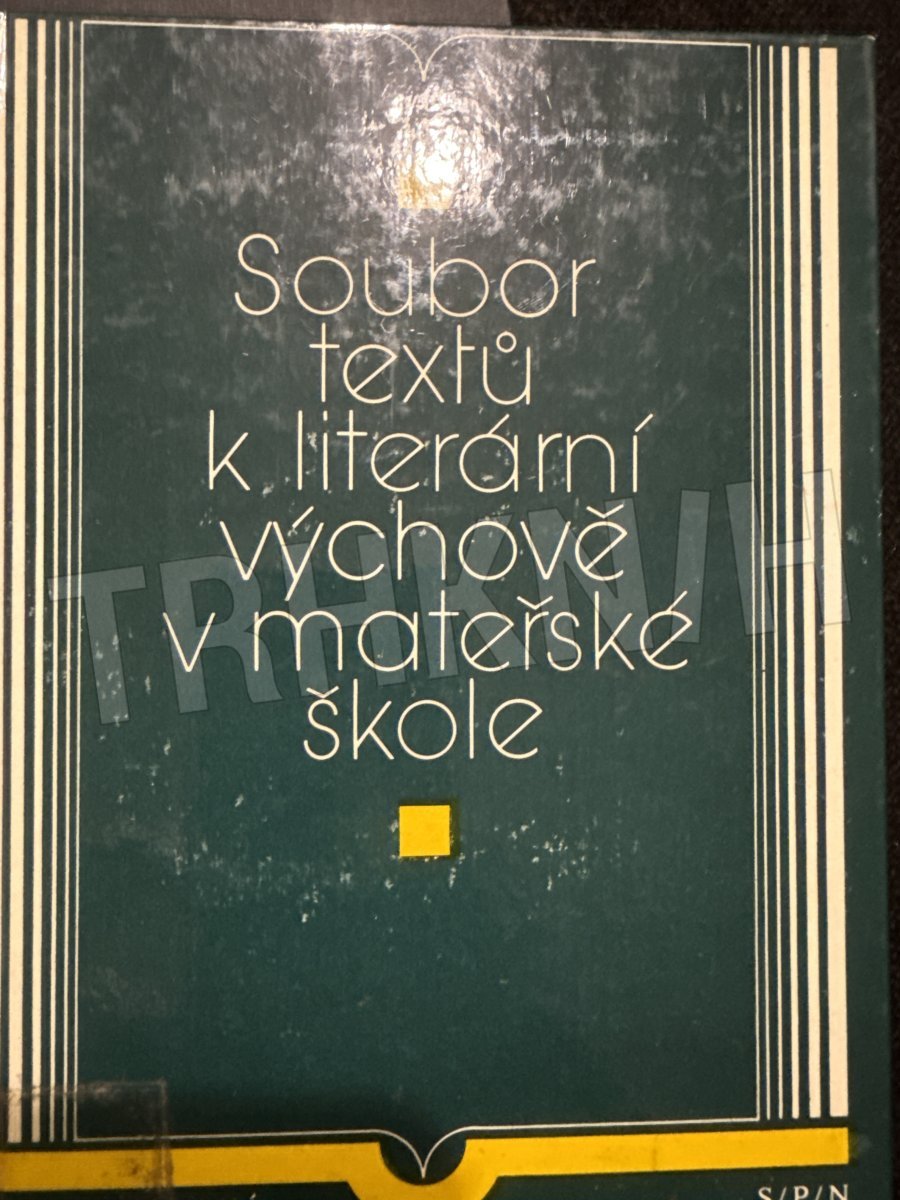 Soubor
textů
k literární
výchově
v mateřské
škole
TRHKNIH
S/P/N